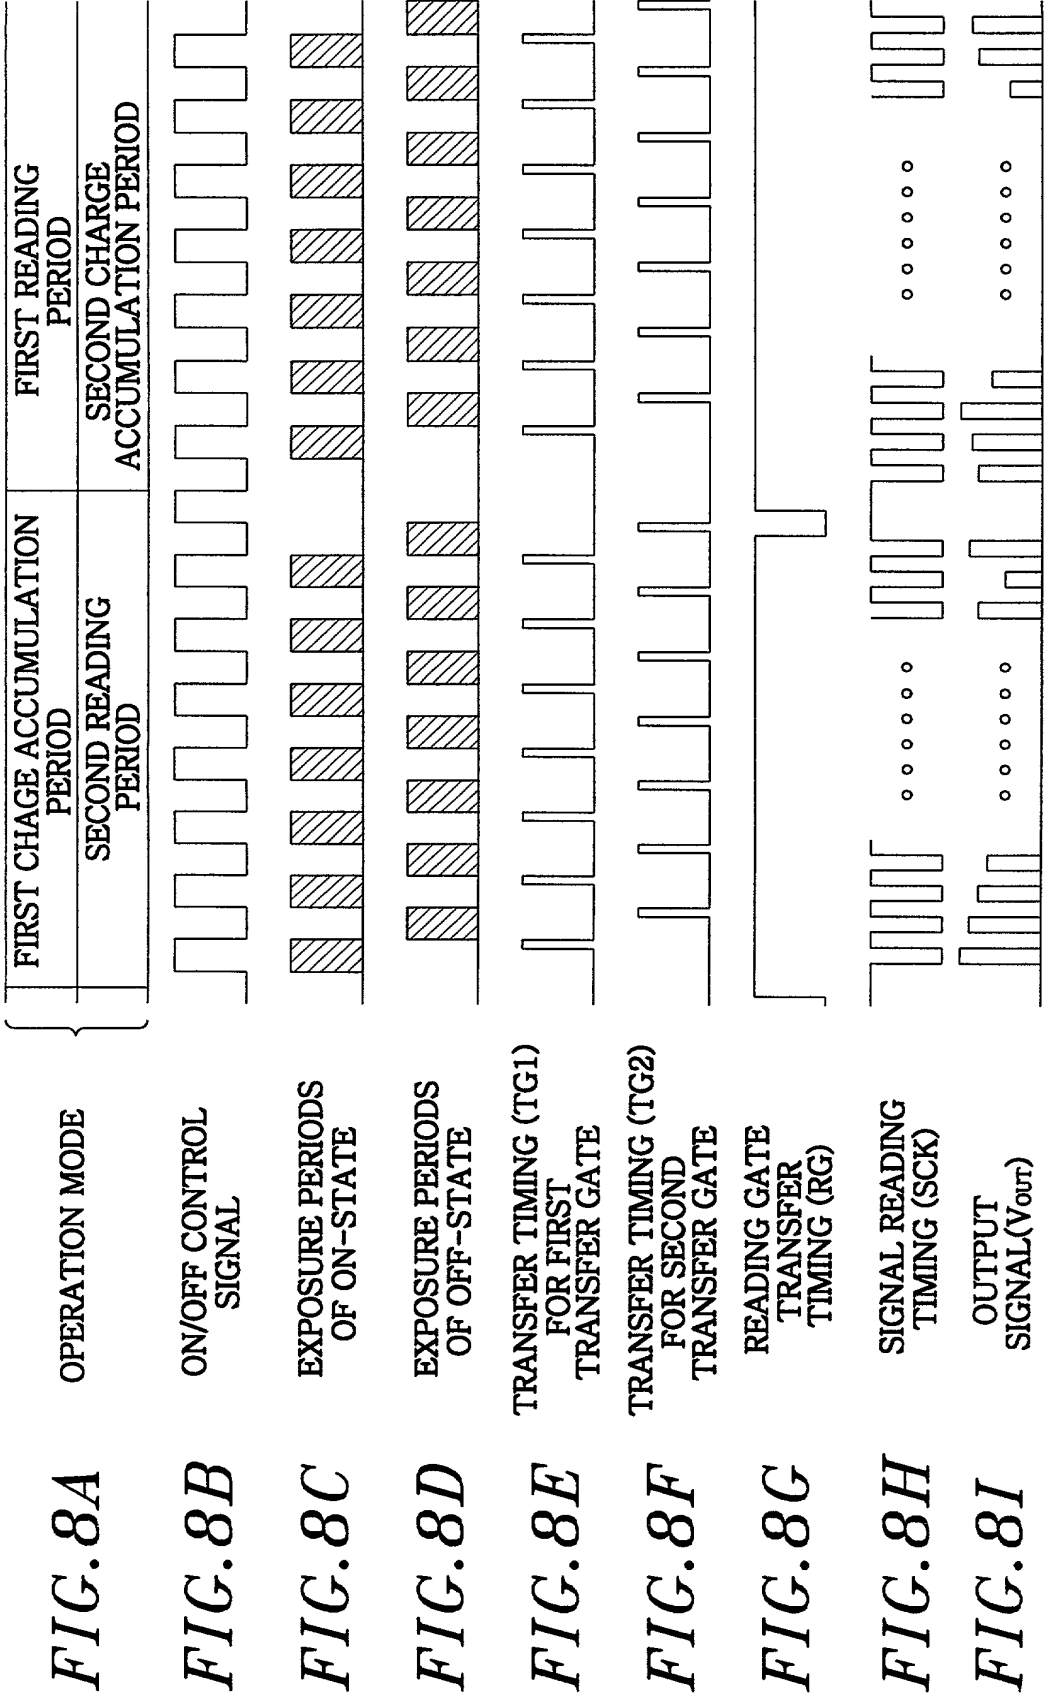 FIG.8A
OPERATION MODE
FIRST CHAGE ACCUMULATION
PERIOD
FIRST READING
PERIOD
SECOND READING
PERIOD
SECOND CHARGE
ACCUMULATION PERIOD
FIG.8B
ON/OFF CONTROL
SIGNAL
FIG.8C
EXPOSURE PERIODS
OF ON-STATE
FIG.8D
EXPOSURE PERIODS
OF OFF-STATE
FIG.8E
TRANSFER TIMING (TG1)
FOR FIRST
TRANSFER GATE
FIG.8F
TRANSFER TIMING (TG2)
FOR SECOND
TRANSFER GATE
FIG.8G
READING GATE
TRANSFER
TIMING (RG)
FIG.8H
SIGNAL READING
TIMING (SCK)
FIG.8I
OUTPUT
SIGNAL(VOUT)